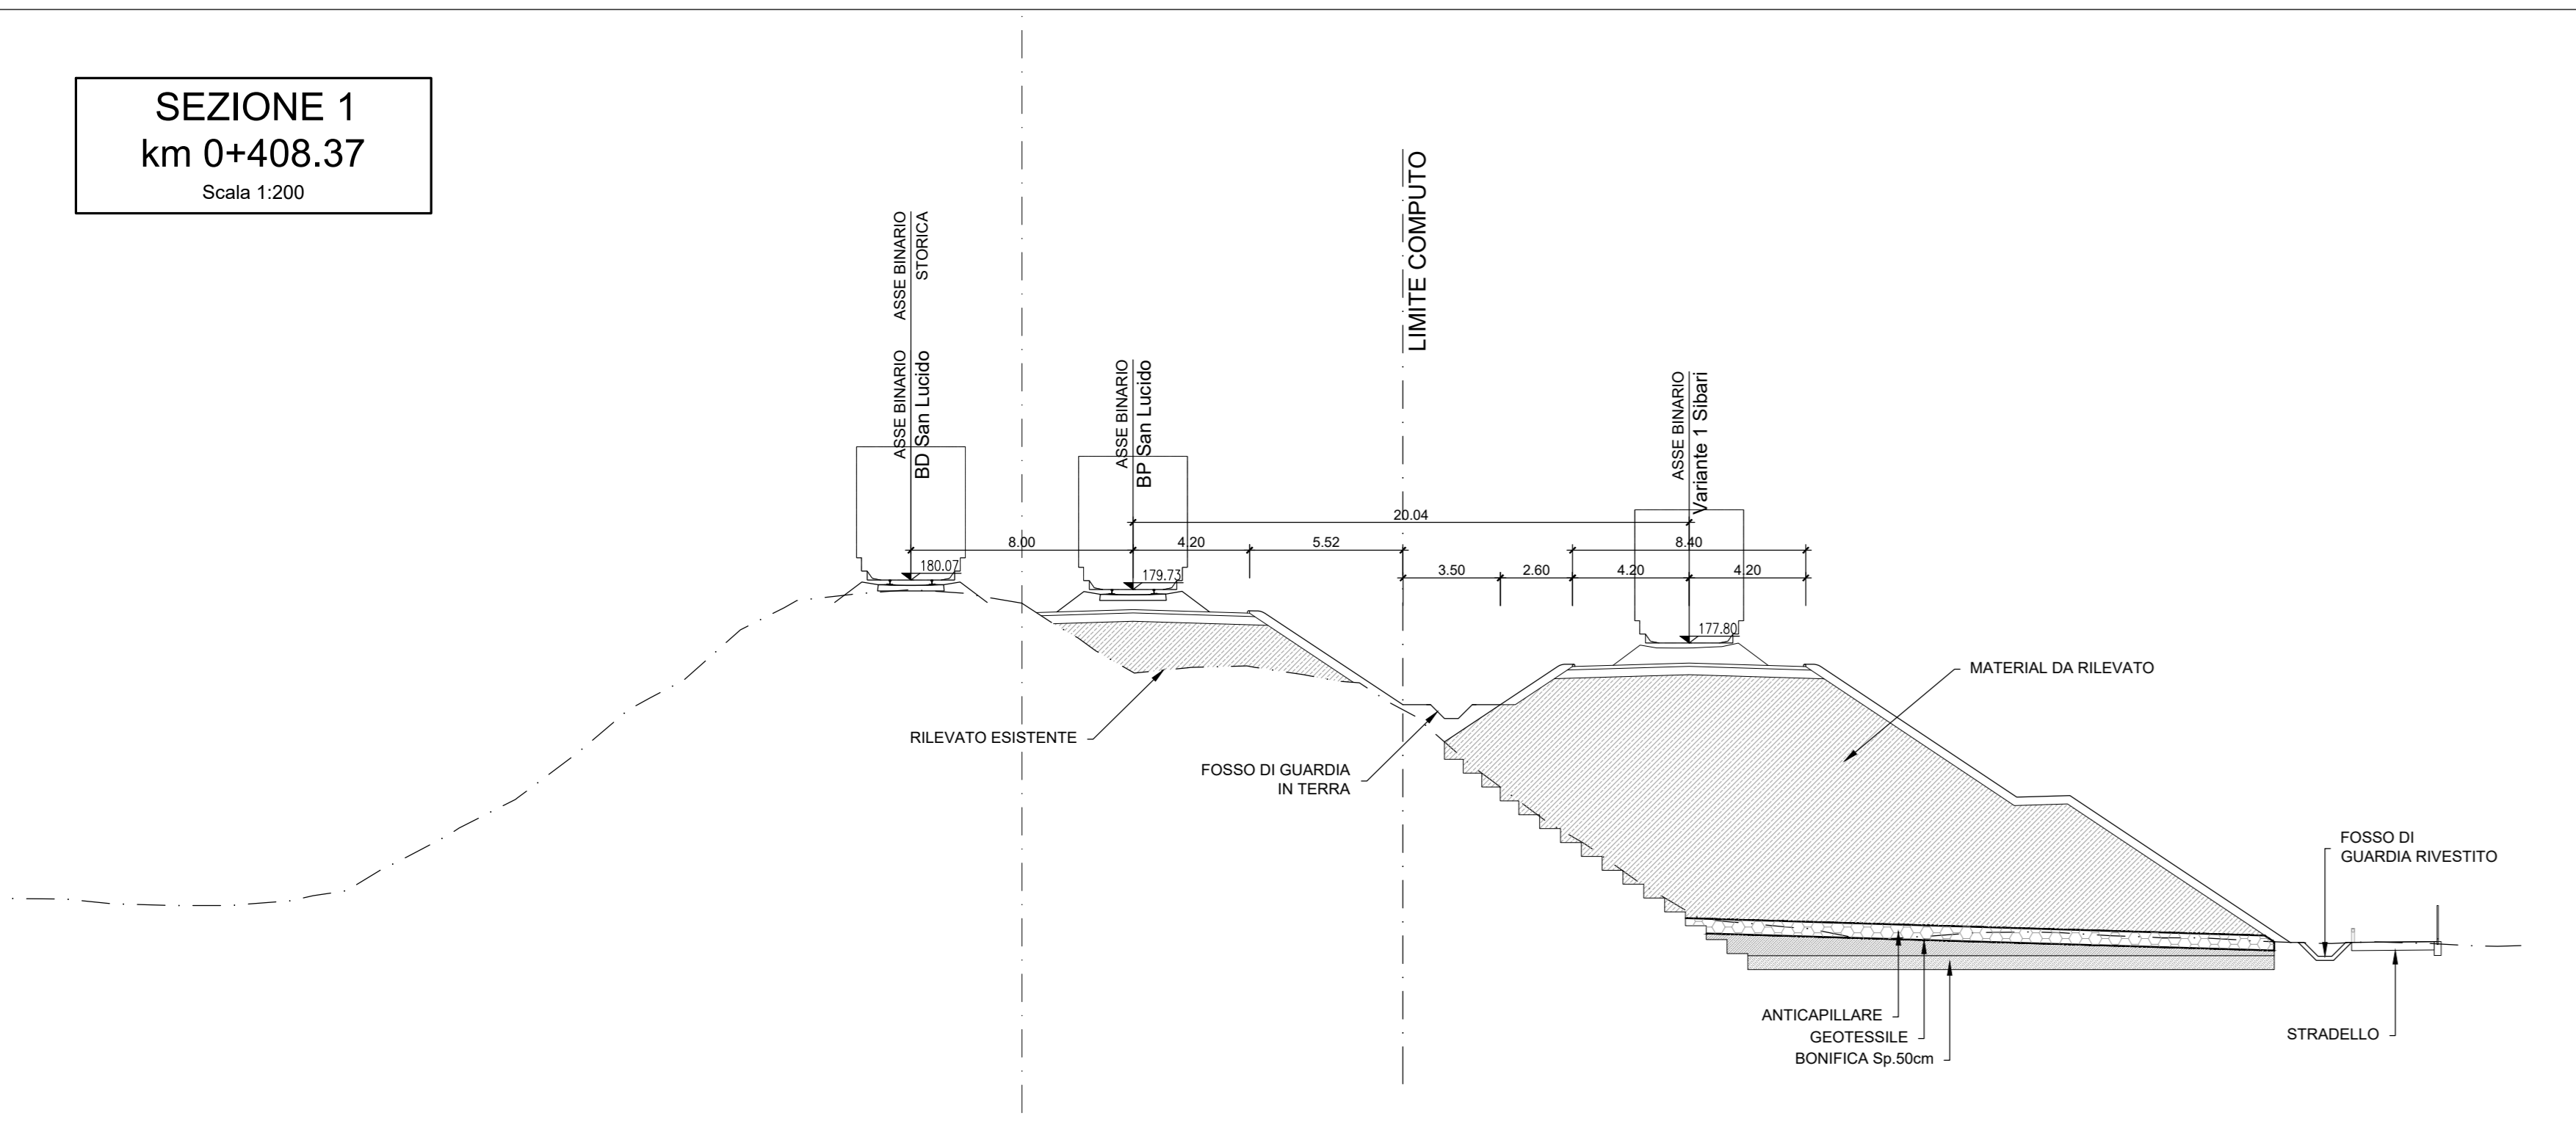 SEZIONE 1
km 0+408.37
Scala 1:200
ASSE BINARIO
STORICA
ASSE BINARIO
BD San Lucido
ASSE BINARIO
BP San Lucido
LIMITE COMPUTO
ASSE BINARIO
Variante 1 Sibari
20.04
8.00
4.20
5.52
8.40
3.50
2.60
4.20
4.20
180.07
179.73
177.80
MATERIAL DA RILEVATO
RILEVATO ESISTENTE
FOSSO DI GUARDIA
IN TERRA
FOSSO DI
GUARDIA RIVESTITO
ANTICAPILLARE
GEOTESSILE
BONIFICA Sp.50cm
STRADELLO